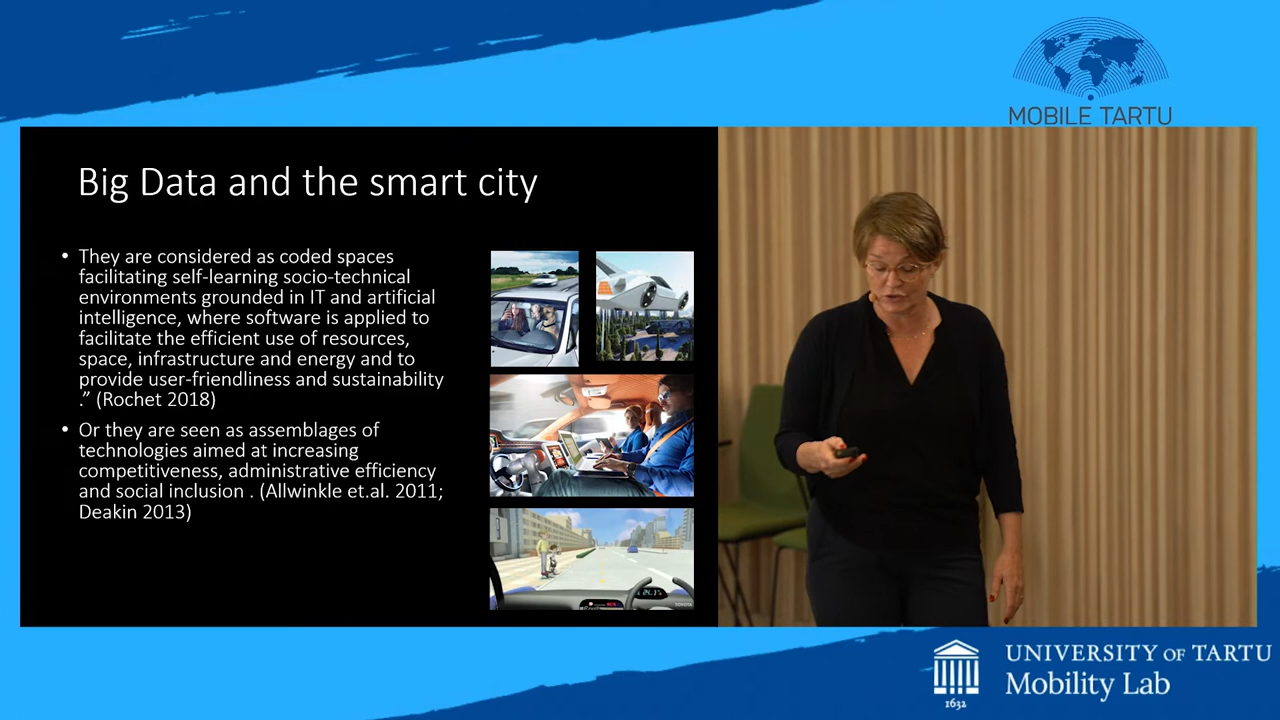 MOBILE TARTU
Big Data and the smart city
• They are considered as coded spaces
facilitating self-learning socio-technical
environments grounded in IT and artificial
intelligence, where software is applied to
facilitate the efficient use of resources,
space, infrastructure and energy and to
provide user-friendliness and sustainability
.” (Rochet 2018)
• Or they are seen as assemblages of
technologies aimed at increasing
competitiveness, administrative efficiency
and social inclusion . (Allwinkle et.al. 2011;
Deakin 2013)
TOYOTA
1632
UNIVERSITY OF TARTU
Mobility Lab